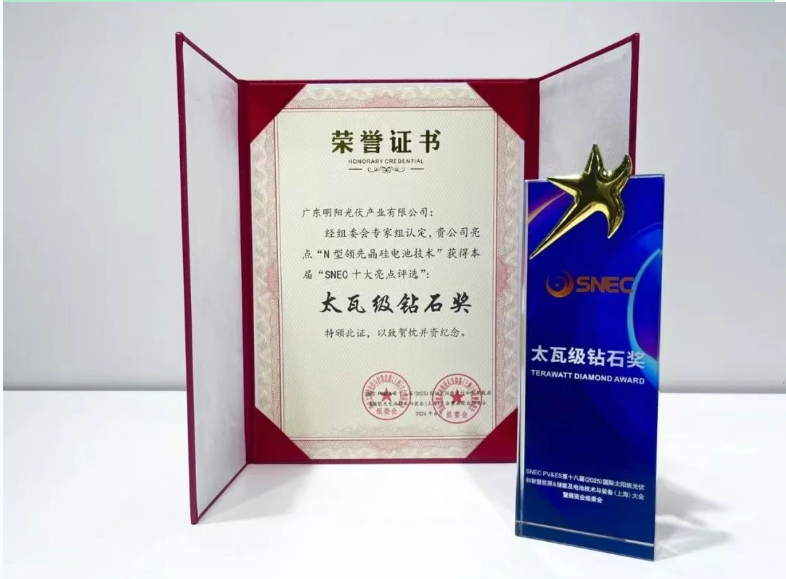 荣誉证书
HONORARY CREDENTIAL
广东明阳光伏产业有限公司：
经组委会专家组认定，贵公司亮
点“N型领先晶硅电池技术”获得本
届“SNEC十大亮点评选”：
太瓦级钻石奖
特颁此证，以致贺忱并资纪念。
组委会
组委会
SNEC
太瓦级钻石奖
TERAWATT DIAMOND AWARD
SNEC PV&ES第十八届(2025)国际太阳能光伏
和智慧能源&储能及电池技术与装备(上海)大会
暨展览会组委会